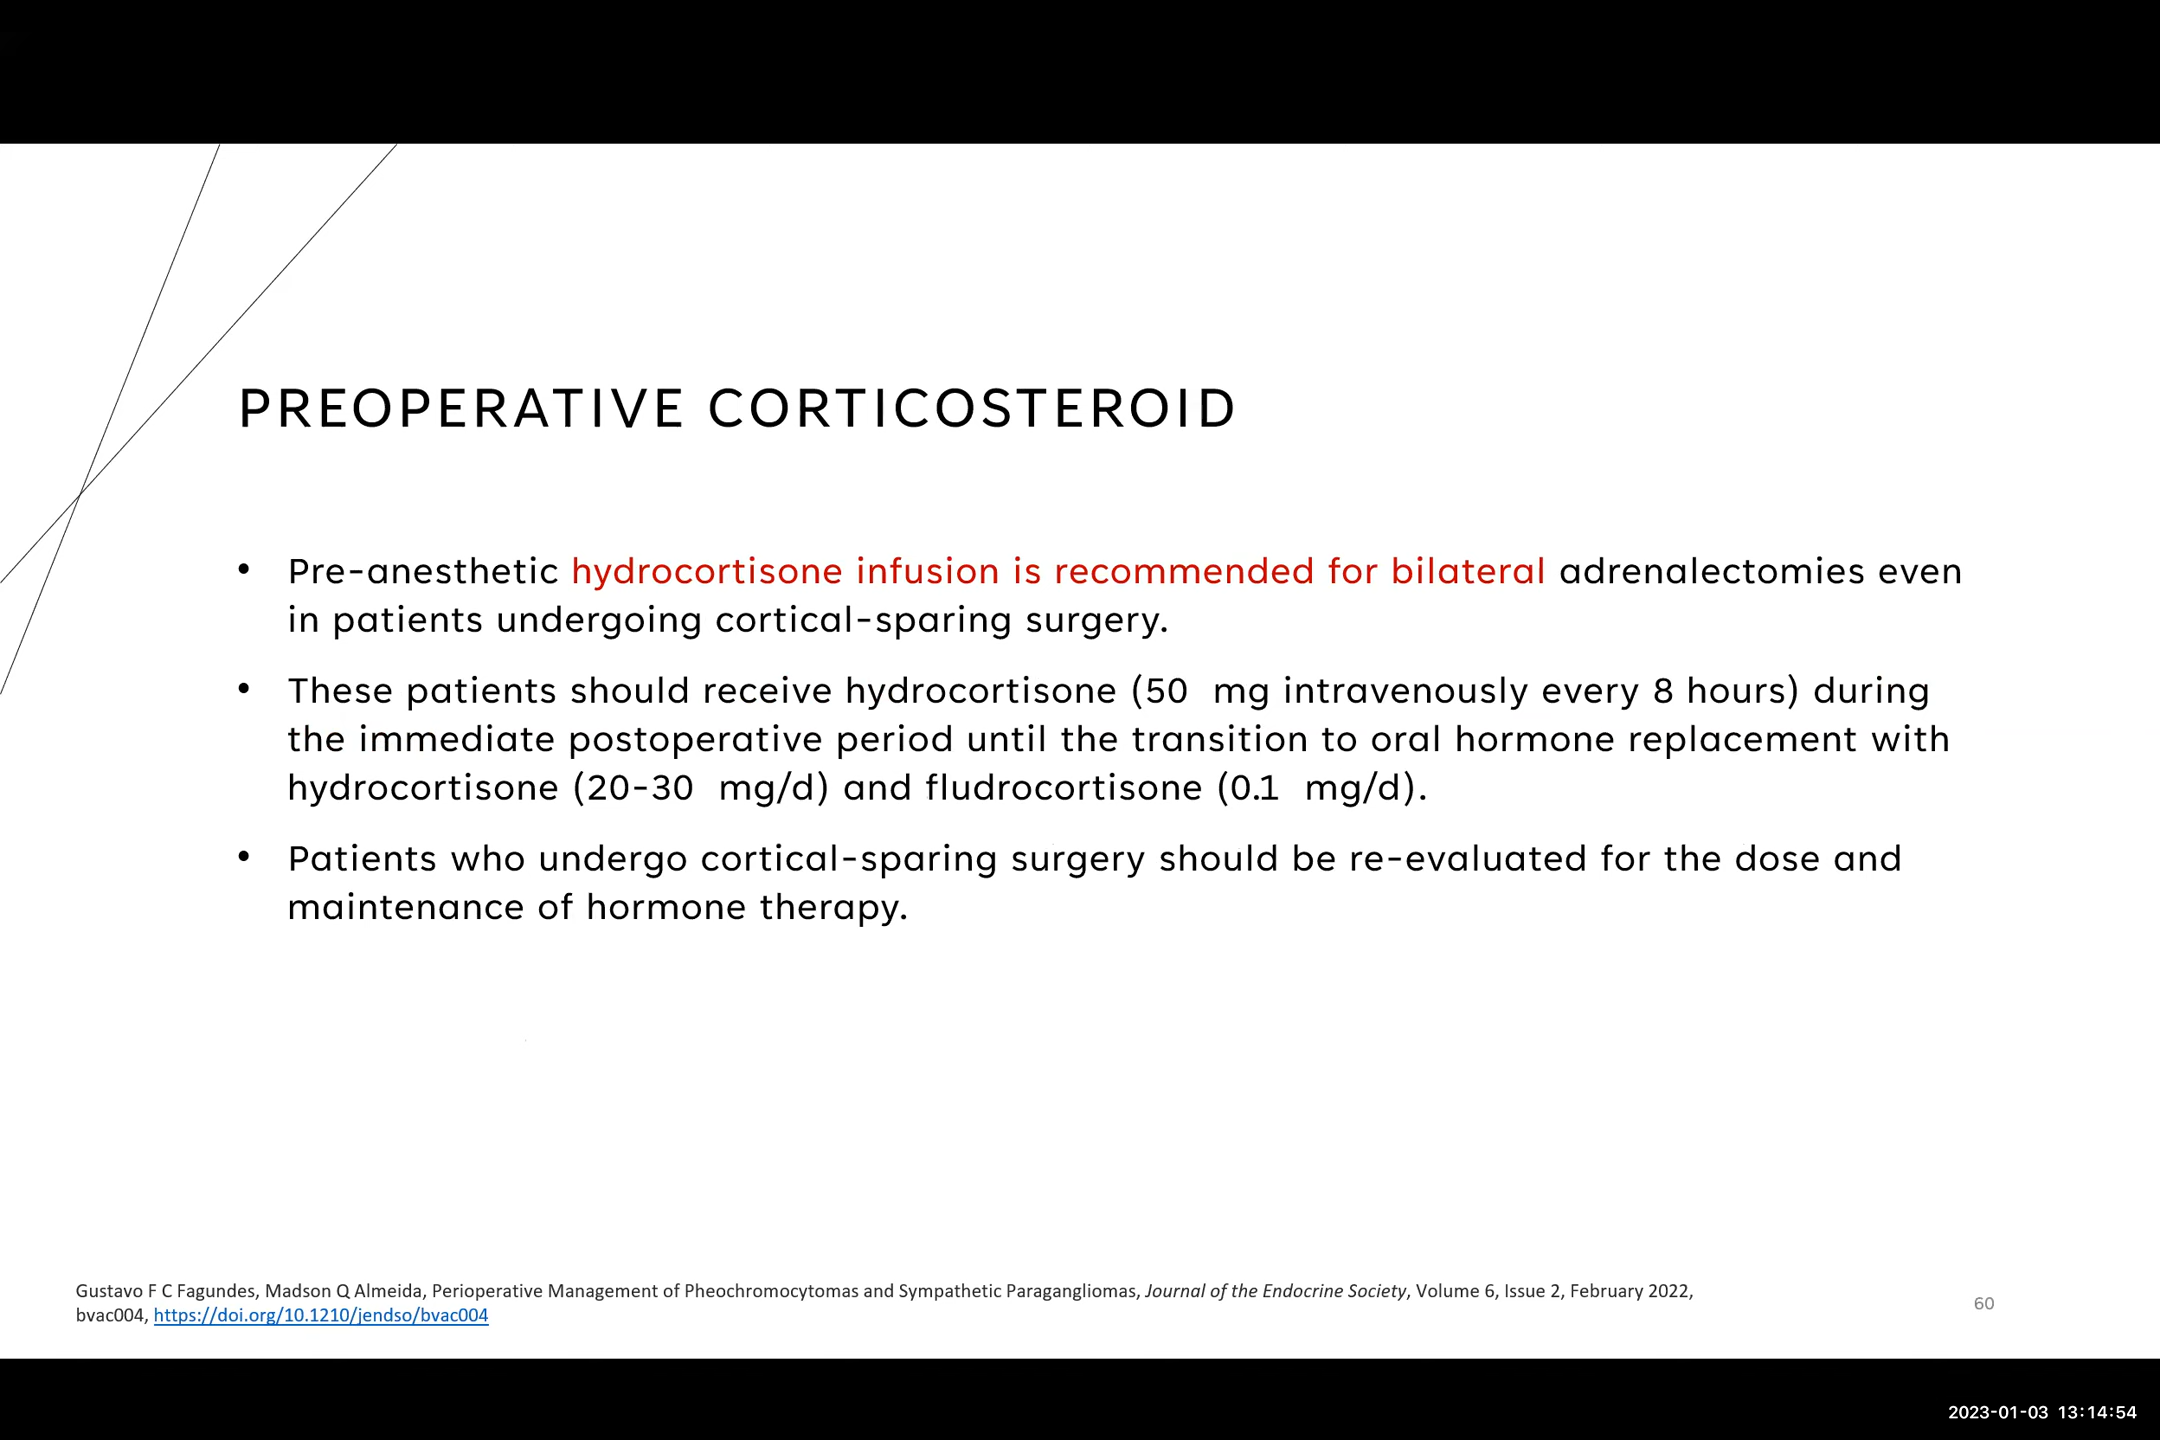 PREOPERATIVE CORTICOSTEROID
• Pre-anesthetic hydrocortisone infusion is recommended for bilateral adrenalectomies even
in patients undergoing cortical-sparing surgery.
• These patients should receive hydrocortisone (50 mg intravenously every 8 hours) during
the immediate postoperative period until the transition to oral hormone replacement with
hydrocortisone (20-30 mg/d) and fludrocortisone (0.1 mg/d).
• Patients who undergo cortical-sparing surgery should be re-evaluated for the dose and
maintenance of hormone therapy.
Gustavo F C Fagundes, Madson Q Almeida, Perioperative Management of Pheochromocytomas and Sympathetic Paragangliomas, Journal of the Endocrine Society, Volume 6, Issue 2, February 2022,
bvac004, https://doi.org/10.1210/jendso/bvac004
60
2023-01-03 13:14:54